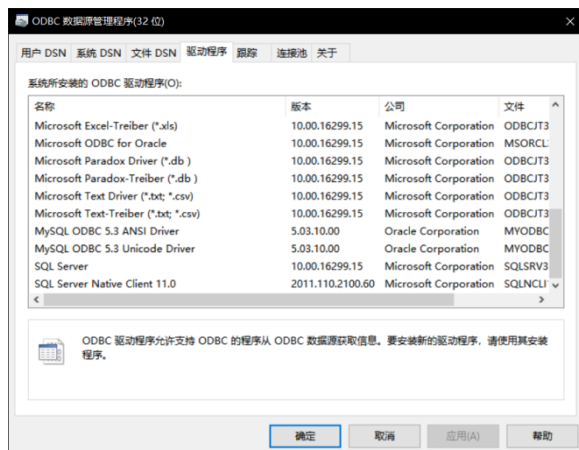 ODBC 数据源管理程序(32 位)
用户 DSN 系统 DSN 文件 DSN 驱动程序 跟踪 连接池 关于
系统所安装的 ODBC 驱动程序(O):
名称 版本 公司 文件
Microsoft Excel-Treiber (*.xls) 10.00.16299.15 Microsoft Corporation ODBCJT3
Microsoft ODBC for Oracle 10.00.16299.15 Microsoft Corporation MSORCL
Microsoft Paradox Driver (*.db ) 10.00.16299.15 Microsoft Corporation ODBCJT3
Microsoft Paradox-Treiber (*.db ) 10.00.16299.15 Microsoft Corporation ODBCJT3
Microsoft Text Driver (*.txt; *.csv) 10.00.16299.15 Microsoft Corporation ODBCJT3
Microsoft Text-Treiber (*.txt; *.csv) 10.00.16299.15 Microsoft Corporation ODBCJT3
MySQL ODBC 5.3 ANSI Driver 5.03.10.00 Oracle Corporation MYODBC
MySQL ODBC 5.3 Unicode Driver 5.03.10.00 Oracle Corporation MYODBC
SQL Server 10.00.16299.15 Microsoft Corporation SQLSRV3
SQL Server Native Client 11.0 2011.110.2100.60 Microsoft Corporation SQLNCLI
ODBC 驱动程序允许支持 ODBC 的程序从 ODBC 数据源获取信息。要安装新的驱动程序，请使用其安装
程序。
确定 取消 应用(A) 帮助